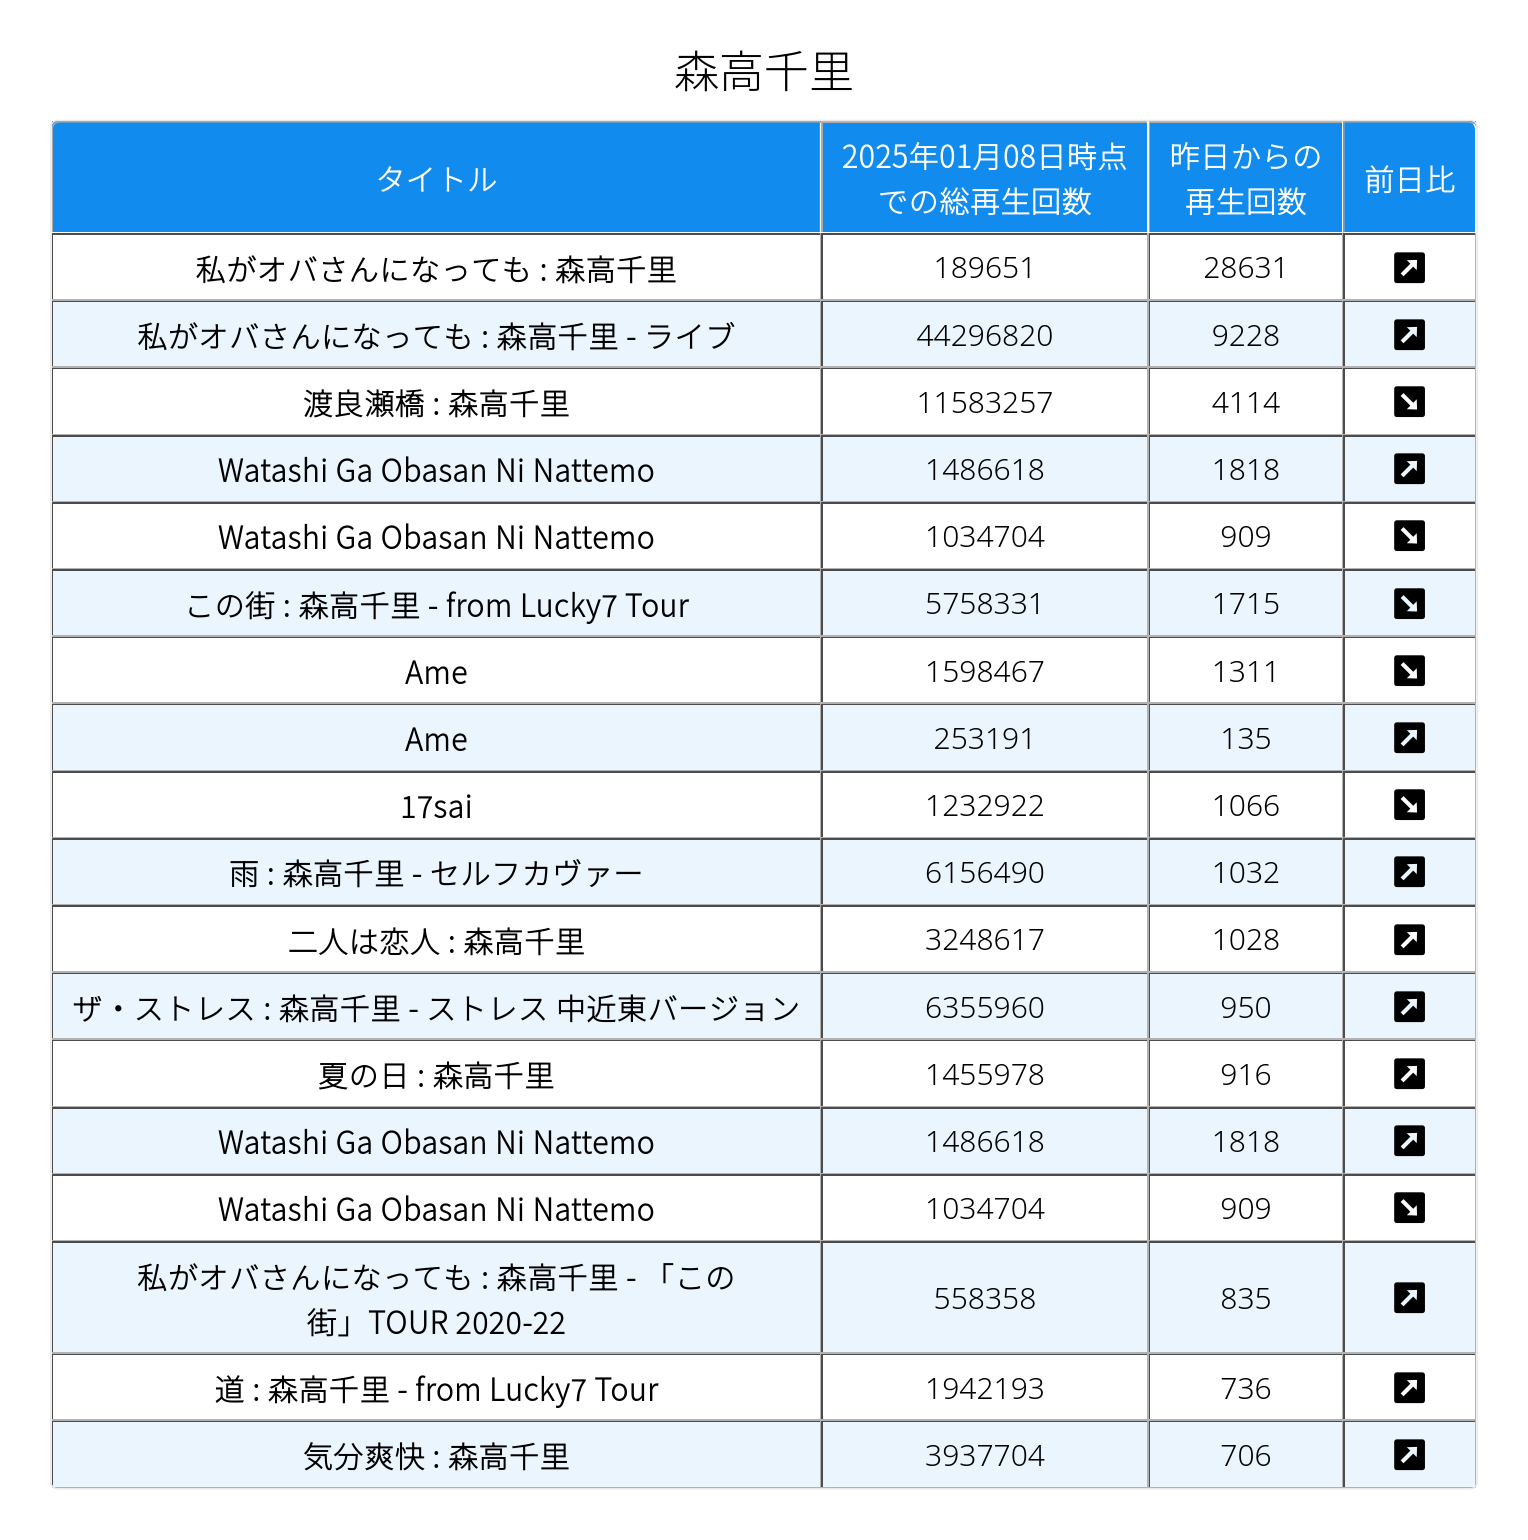 森高千里
タイトル 2025年01月08日時点での総再生回数 昨日からの再生回数 前日比
私がオバさんになっても : 森高千里 189651 28631
私がオバさんになっても : 森高千里 - ライブ 44296820 9228
渡良瀬橋 : 森高千里 11583257 4114
Watashi Ga Obasan Ni Nattemo 1486618 1818
Watashi Ga Obasan Ni Nattemo 1034704 909
この街 : 森高千里 - from Lucky7 Tour 5758331 1715
Ame 1598467 1311
Ame 253191 135
17sai 1232922 1066
雨 : 森高千里 - セルフカヴァー 6156490 1032
二人は恋人 : 森高千里 3248617 1028
ザ・ストレス : 森高千里 - ストレス 中近東バージョン 6355960 950
夏の日 : 森高千里 1455978 916
Watashi Ga Obasan Ni Nattemo 1486618 1818
Watashi Ga Obasan Ni Nattemo 1034704 909
私がオバさんになっても : 森高千里 - 「この
街」TOUR 2020-22 558358 835
道 : 森高千里 - from Lucky7 Tour 1942193 736
気分爽快 : 森高千里 3937704 706